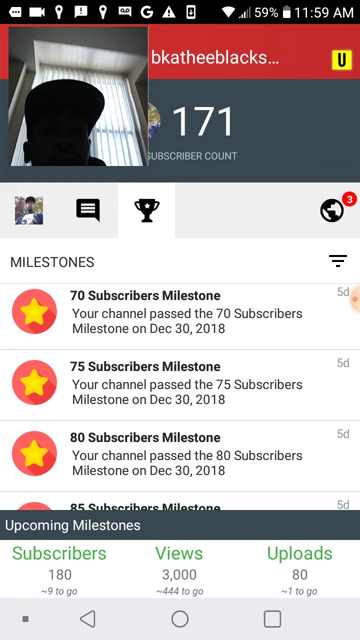 59% 11:59 AM
bkatheeblacks...
U
171
SUBSCRIBER COUNT
3
MILESTONES
70 Subscribers Milestone 5d
Your channel passed the 70 Subscribers
Milestone on Dec 30, 2018
75 Subscribers Milestone 5d
Your channel passed the 75 Subscribers
Milestone on Dec 30, 2018
80 Subscribers Milestone 5d
Your channel passed the 80 Subscribers
Milestone on Dec 30, 2018
85 Subscribers Milestone 5d
Upcoming Milestones
Subscribers Views Uploads
180 3,000 80
~9 to go ~444 to go ~1 to go